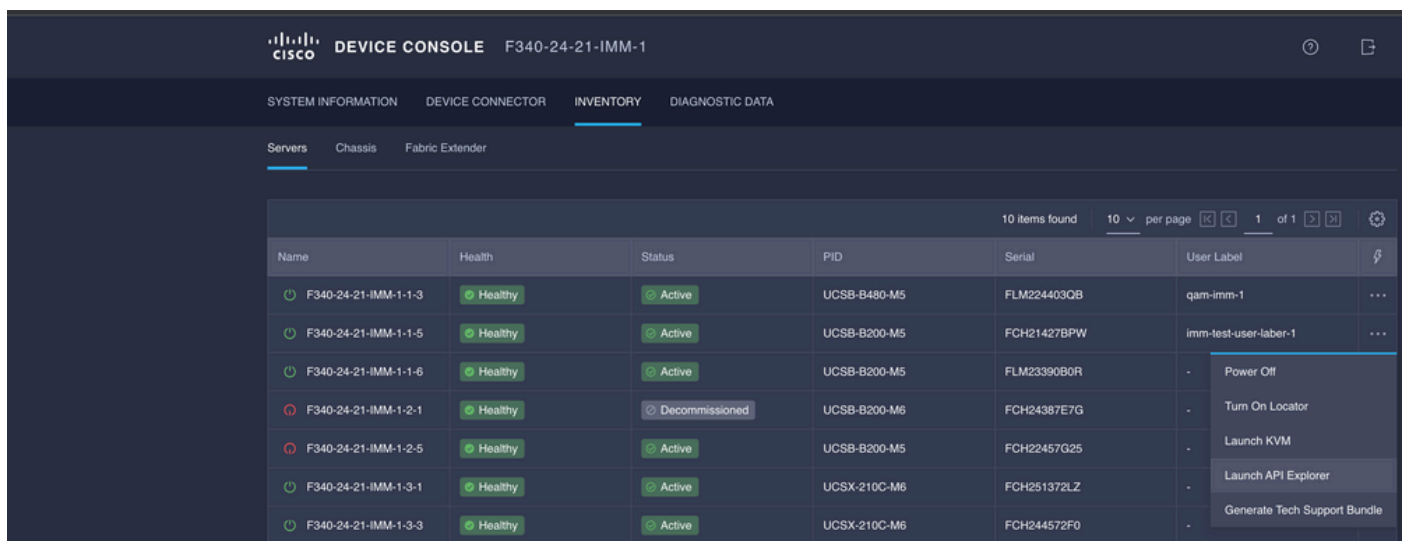 CISCO DEVICE CONSOLE F340-24-21-IMM-1
SYSTEM INFORMATION DEVICE CONNECTOR INVENTORY DIAGNOSTIC DATA
Servers Chassis Fabric Extender
10 items found 10 per page 1 of 1
Name Health Status PID Serial User Label
F340-24-21-IMM-1-1-3 Healthy Active UCSB-B480-M5 FLM224403QB qam-imm-1 ...
F340-24-21-IMM-1-1-5 Healthy Active UCSB-B200-M5 FCH21427BPW imm-test-user-laber-1 ...
F340-24-21-IMM-1-1-6 Healthy Active UCSB-B200-M5 FLM23390B0R - Power Off
F340-24-21-IMM-1-2-1 Healthy Decommissioned UCSB-B200-M6 FCH24387E7G - Turn On Locator
F340-24-21-IMM-1-2-5 Healthy Active UCSB-B200-M5 FCH22457G25 - Launch KVM
F340-24-21-IMM-1-3-1 Healthy Active UCSX-210C-M6 FCH251372LZ - Launch API Explorer
F340-24-21-IMM-1-3-3 Healthy Active UCSX-210C-M6 FCH244572F0 - Generate Tech Support Bundle